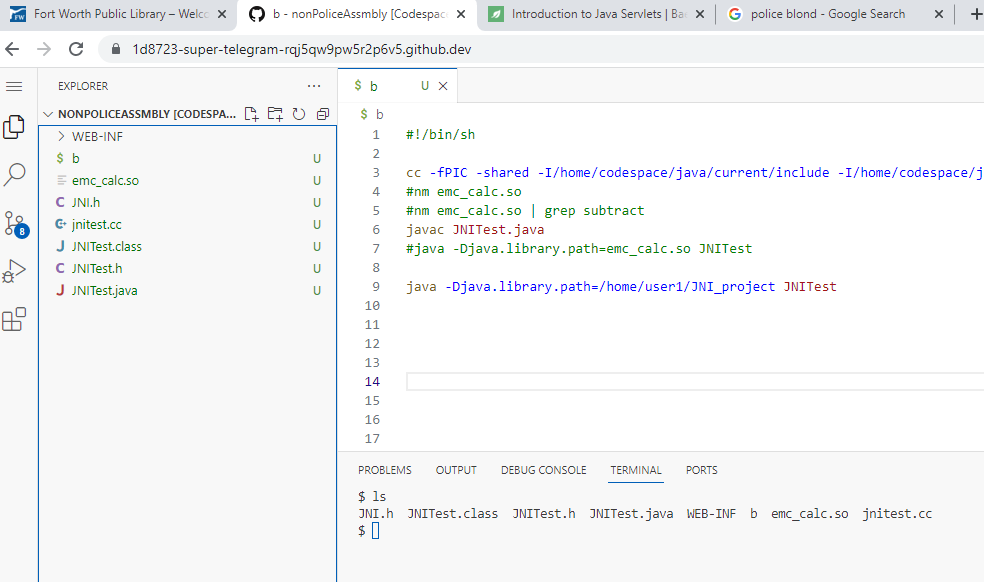 Fort Worth Public Library – Welco
b - nonPoliceAssmbly [Codespac
Introduction to Java Servlets | Bae
police blond - Google Search
1d8723-super-telegram-rqj5qw9pw5r2p6v5.github.dev
EXPLORER
NONPOLICEASSMBLY [CODESPA...
WEB-INF
$ b U
emc_calc.so U
C JNI.h U
C+ jnitest.cc U
J JNITest.class U
C JNITest.h U
J JNITest.java U
8
$ b U
$ b
1 #!/bin/sh
2
3 cc -fPIC -shared -I/home/codespace/java/current/include -I/home/codespace/j
4 #nm emc_calc.so
5 #nm emc_calc.so | grep subtract
6 javac JNITest.java
7 #java -Djava.library.path=emc_calc.so JNITest
8
9 java -Djava.library.path=/home/user1/JNI_project JNITest
10
11
12
13
14
15
16
17
PROBLEMS OUTPUT DEBUG CONSOLE TERMINAL PORTS
$ ls
JNI.h JNITest.class JNITest.h JNITest.java WEB-INF b emc_calc.so jnitest.cc
$